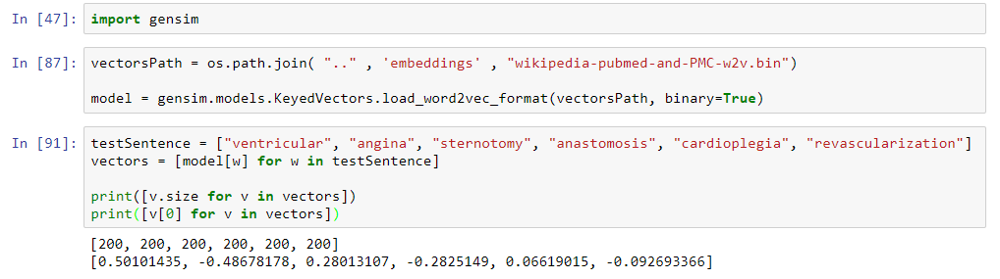 In [47]: import gensim
In [87]: vectorsPath = os.path.join( ".." , 'embeddings' , "wikipedia-pubmed-and-PMC-w2v.bin")
model = gensim.models.KeyedVectors.load_word2vec_format(vectorsPath, binary=True)
In [91]: testSentence = ["ventricular", "angina", "sternotomy", "anastomosis", "cardioplegia", "revascularization"]
vectors = [model[w] for w in testSentence]
print([v.size for v in vectors])
print([v[0] for v in vectors])
[200, 200, 200, 200, 200, 200]
[0.50101435, -0.48678178, 0.28013107, -0.2825149, 0.06619015, -0.092693366]